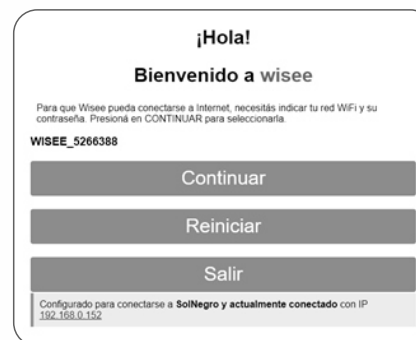 ¡Hola!
Bienvenido a wisee
Para que Wisee pueda conectarse a Internet, necesitás indicar tu red WiFi y su
contraseña. Presioná en CONTINUAR para seleccionarla.
WISEE_5266388
Continuar
Reiniciar
Salir
Configurado para conectarse a SolNegro y actualmente conectado con IP
192.168.0.152